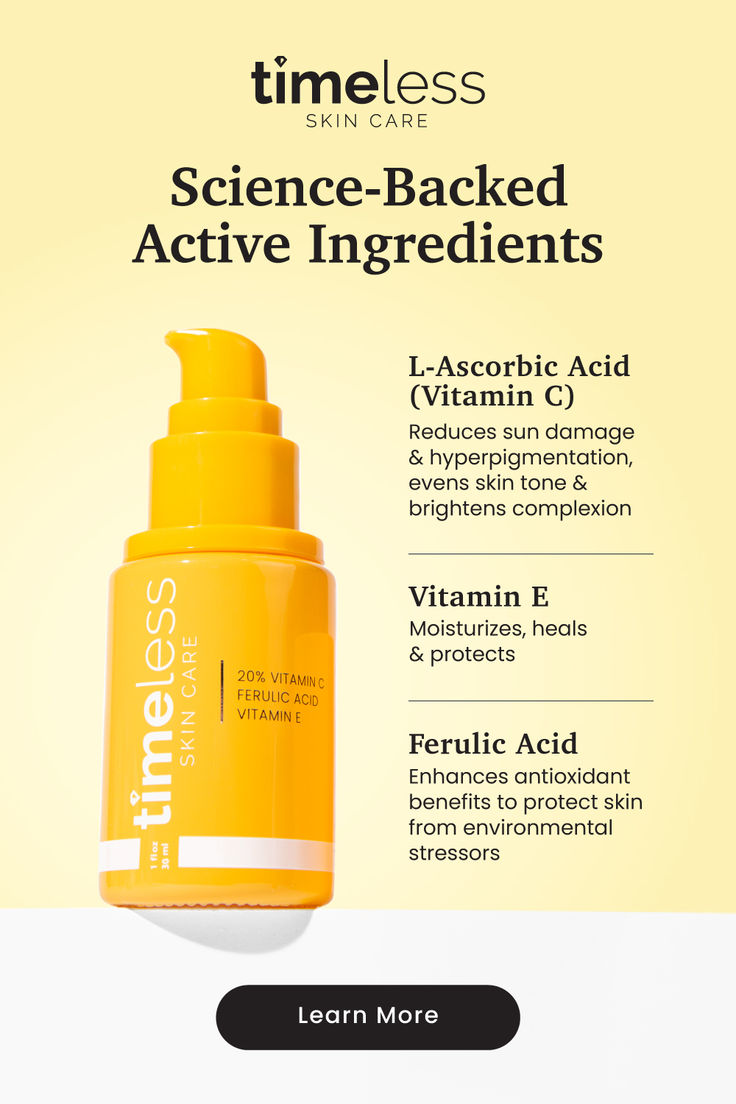 timeless
SKIN CARE
Science-Backed
Active Ingredients
L-Ascorbic Acid
(Vitamin C)
Reduces sun damage
& hyperpigmentation,
evens skin tone &
brightens complexion
Vitamin E
Moisturizes, heals
& protects
Ferulic Acid
Enhances antioxidant
benefits to protect skin
from environmental
stressors
timeless
SKIN CARE
20% VITAMIN C
FERULIC ACID
VITAMIN E
1 fl oz
30 ml
Learn More